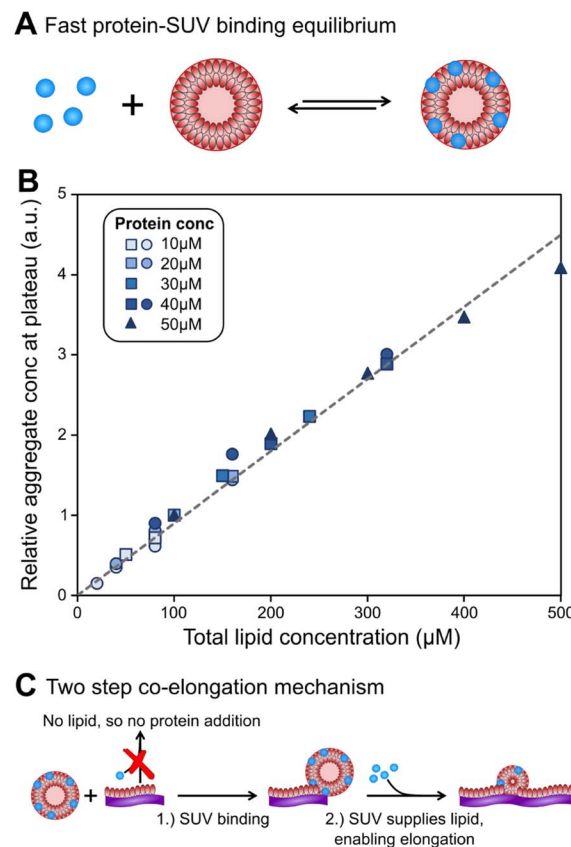 A Fast protein-SUV binding equilibrium
+
B
5
4
3
2
1
0
Relative aggregate conc at plateau (a.u.)
Protein conc
10µM
20µM
30µM
40µM
50µM
0 100 200 300 400 500
Total lipid concentration (µM)
C Two step co-elongation mechanism
No lipid, so no protein addition
+
1.) SUV binding
2.) SUV supplies lipid,
enabling elongation